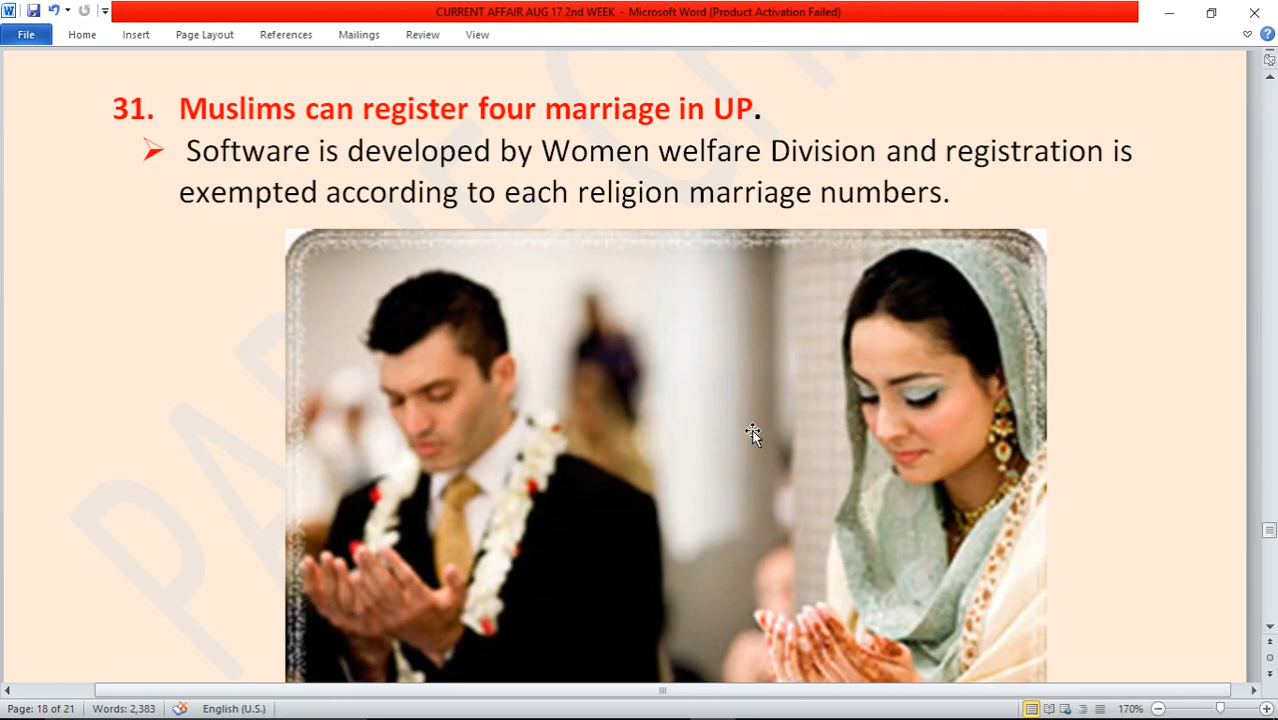 CURRENT AFFAIR AUG 17 2nd WEEK - Microsoft Word (Product Activation Failed)
File Home Insert Page Layout References Mailings Review View
31. Muslims can register four marriage in UP.
Software is developed by Women welfare Division and registration is
exempted according to each religion marriage numbers.
Page: 18 of 21 Words: 2,383 English (U.S.) 170%